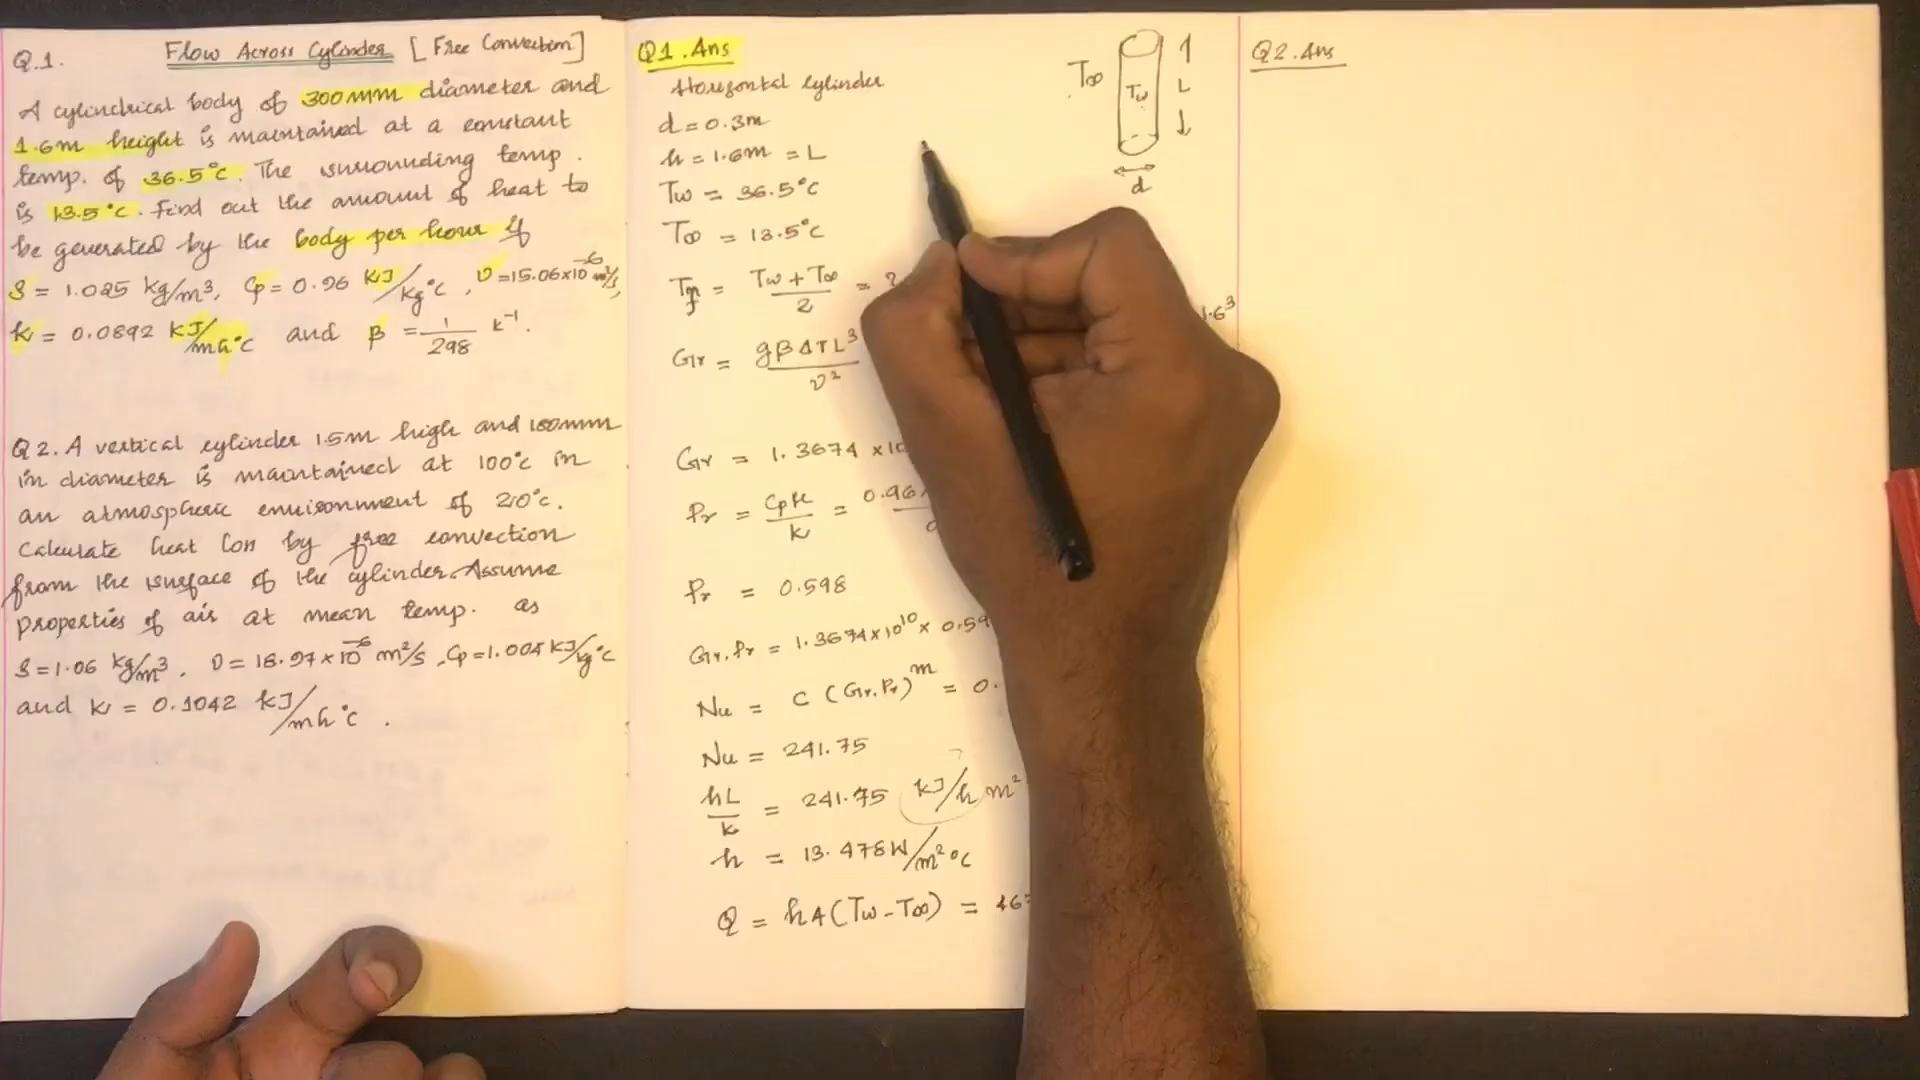 Q.1. Flow Across Cylinder [Free Convection]
A cylindrical body of 300mm diameter and
1.6m height is maintained at a constant
temp. of 36.5°C. The surrounding temp.
is 13.5°C. Find out the amount of heat to
be generated by the body per hour if
ρ = 1.025 kg/m³, Cp = 0.96 KJ/kg°C, ν = 15.06×10⁻⁶ m²/s,
k = 0.0892 KJ/mh°C and β = 1/298 K⁻¹.
Q2. A vertical cylinder 1.5m high and 180mm
in diameter is maintained at 100°C in
an atmospheric environment of 20°C.
Calculate heat loss by free convection
from the surface of the cylinder. Assume
properties of air at mean temp. as
ρ = 1.06 kg/m³, ν = 18.97×10⁻⁶ m²/s, Cp = 1.004 KJ/kg°C
and k = 0.1042 kJ/mh°C.
Q1.Ans
Horizontal cylinder
d = 0.3m
h = 1.6m = L
Tw = 36.5°C
T∞ = 13.5°C
Tf = (Tw + T∞)/2 =
Gr = gβΔTL³/ν²
1.6³
Gr = 1.3674 ×10
Pr = Cpμ/k = 0.96
Pr = 0.598
Gr.Pr = 1.3674×10¹⁰ × 0.59
Nu = C (Gr.Pr)ᵐ = 0.
Nu = 241.75
hL/k = 241.75 kJ/h m²
h = 13.478W/m²°C
Q = hA(Tw-T∞) = 46
T∞
Tw
L
d
Q2.Ans